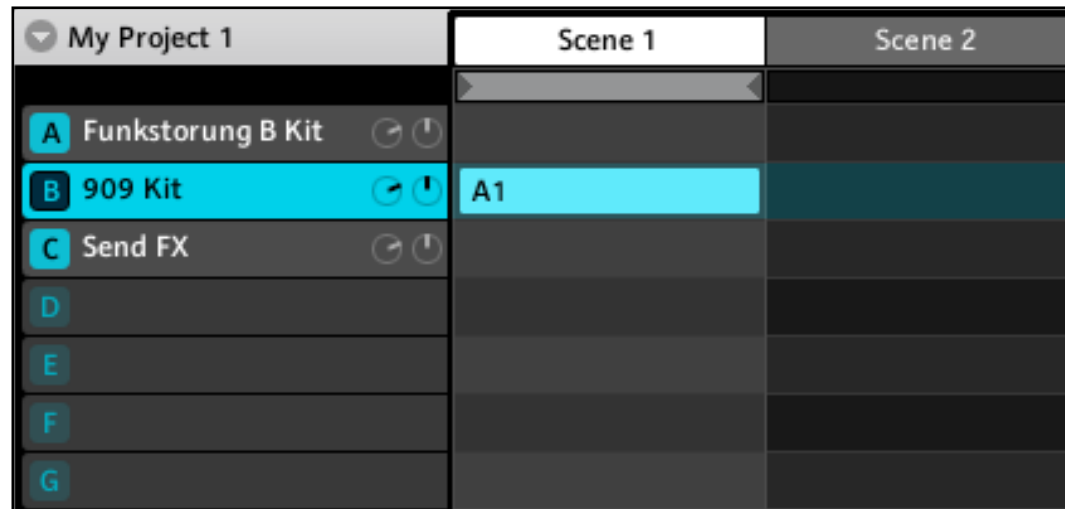 My Project 1 Scene 1 Scene 2
A Funkstorung B Kit
B 909 Kit A1
C Send FX
D
E
F
G